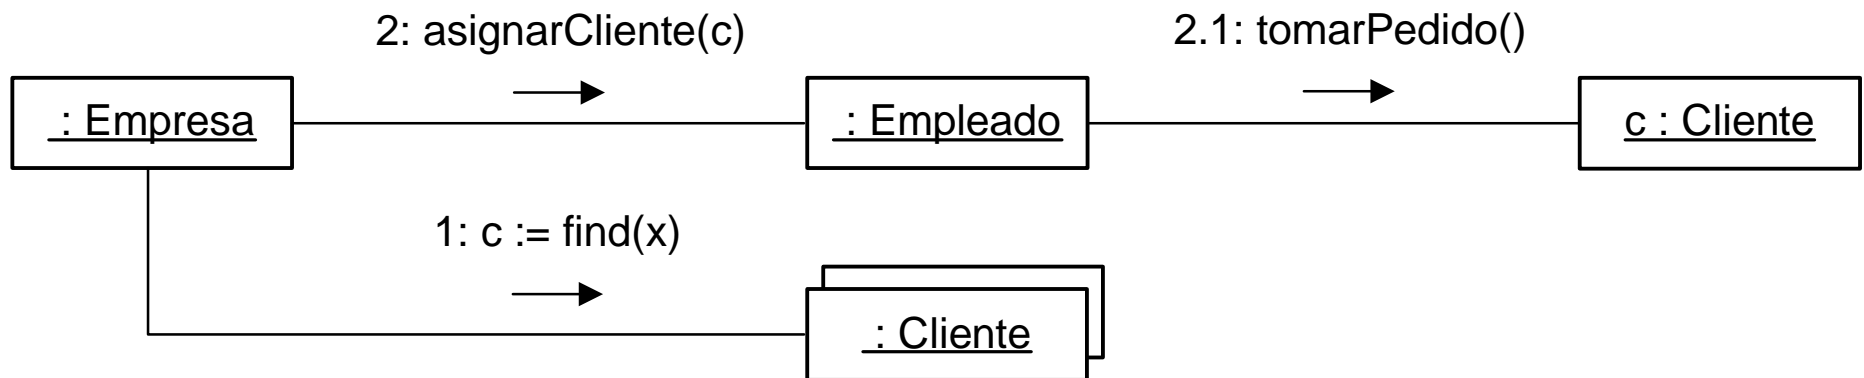 2: asignarCliente(c)
2.1: tomarPedido()
: Empresa
: Empleado
c : Cliente
1: c := find(x)
: Cliente